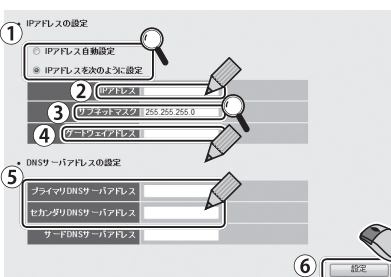 • IPアドレスの設定
①
IPアドレス自動設定
IPアドレスを次のように設定
② IPアドレス
③ サブネットマスク 255.255.255.0
④ ゲートウェイアドレス
• DNSサーバアドレスの設定
⑤
プライマリDNSサーバアドレス
セカンダリDNSサーバアドレス
サードDNSサーバアドレス
⑥ 設定